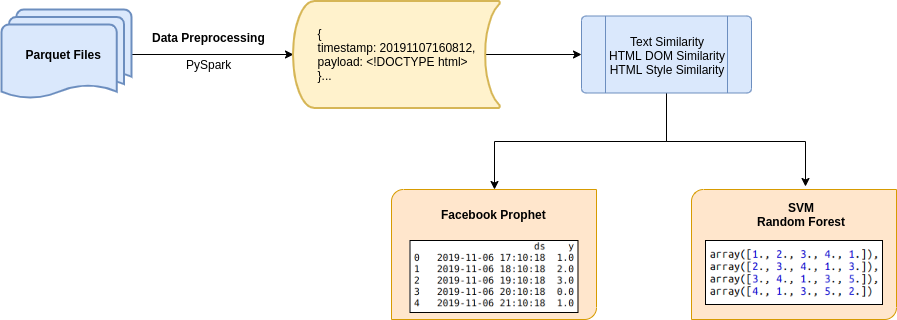 Parquet Files
Data Preprocessing
PySpark
{
timestamp: 20191107160812,
payload: <!DOCTYPE html>
}...
Text Similarity
HTML DOM Similarity
HTML Style Similarity
Facebook Prophet
ds y
0 2019-11-06 17:10:18 1.0
1 2019-11-06 18:10:18 2.0
2 2019-11-06 19:10:18 3.0
3 2019-11-06 20:10:18 0.0
4 2019-11-06 21:10:18 1.0
SVM
Random Forest
array([1., 2., 3., 4., 1.]),
array([2., 3., 4., 1., 3.]),
array([3., 4., 1., 3., 5.]),
array([4., 1., 3., 5., 2.])